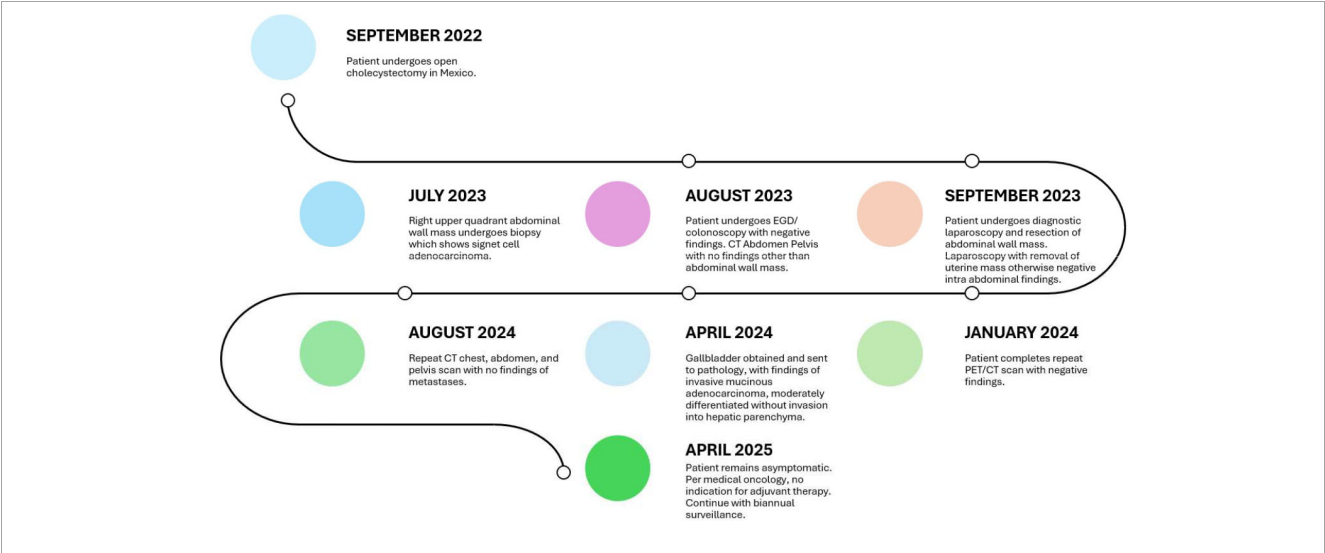 SEPTEMBER 2022
Patient undergoes open
cholecystectomy in Mexico.
JULY 2023
Right upper quadrant abdominal
wall mass undergoes biopsy
which shows signet cell
adenocarcinoma.
AUGUST 2023
Patient undergoes EGD/
colonoscopy with negative
findings. CT Abdomen Pelvis
with no findings other than
abdominal wall mass.
SEPTEMBER 2023
Patient undergoes diagnostic
laparoscopy and resection of
abdominal wall mass.
Laparoscopy with removal of
uterine mass otherwise negative
intra abdominal findings.
JANUARY 2024
Patient completes repeat
PET/CT scan with negative
findings.
APRIL 2024
Gallbladder obtained and sent
to pathology, with findings of
invasive mucinous
adenocarcinoma, moderately
differentiated without invasion
into hepatic parenchyma.
AUGUST 2024
Repeat CT chest, abdomen, and
pelvis scan with no findings of
metastases.
APRIL 2025
Patient remains asymptomatic.
Per medical oncology, no
indication for adjuvant therapy.
Continue with biannual
surveillance.